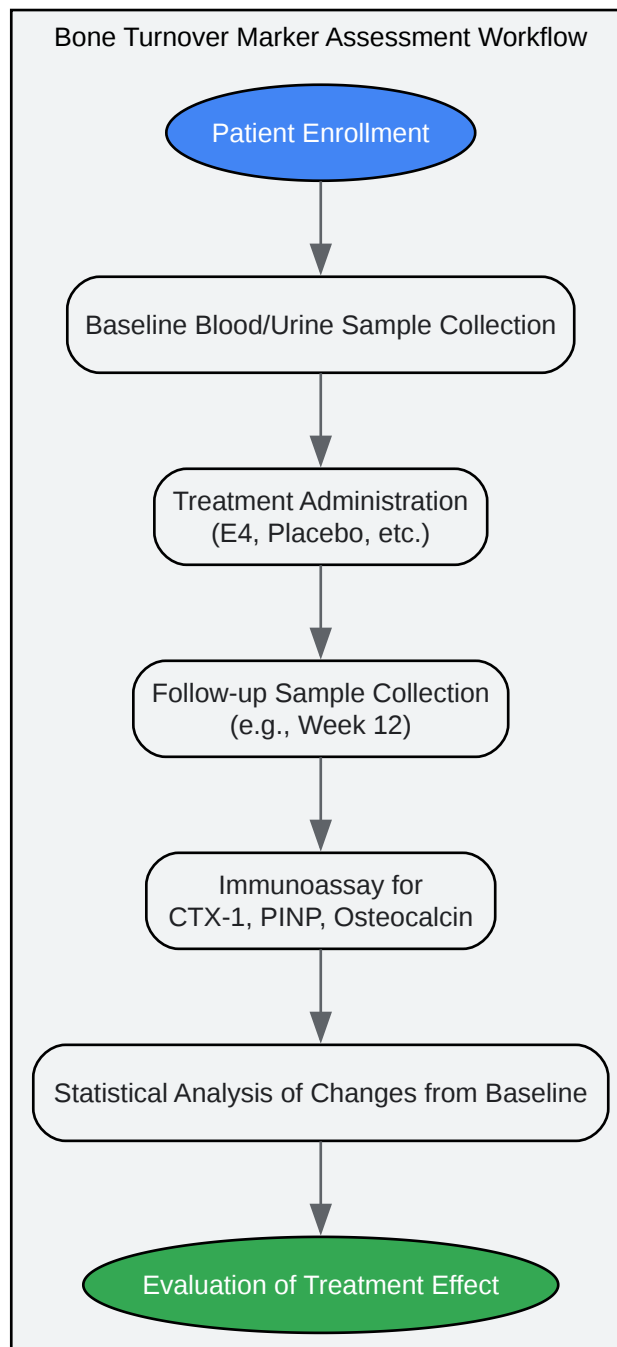 Bone Turnover Marker Assessment Workflow
Patient Enrollment
Baseline Blood/Urine Sample Collection
Treatment Administration
(E4, Placebo, etc.)
Follow-up Sample Collection
(e.g., Week 12)
Immunoassay for
CTX-1, PINP, Osteocalcin
Statistical Analysis of Changes from Baseline
Evaluation of Treatment Effect